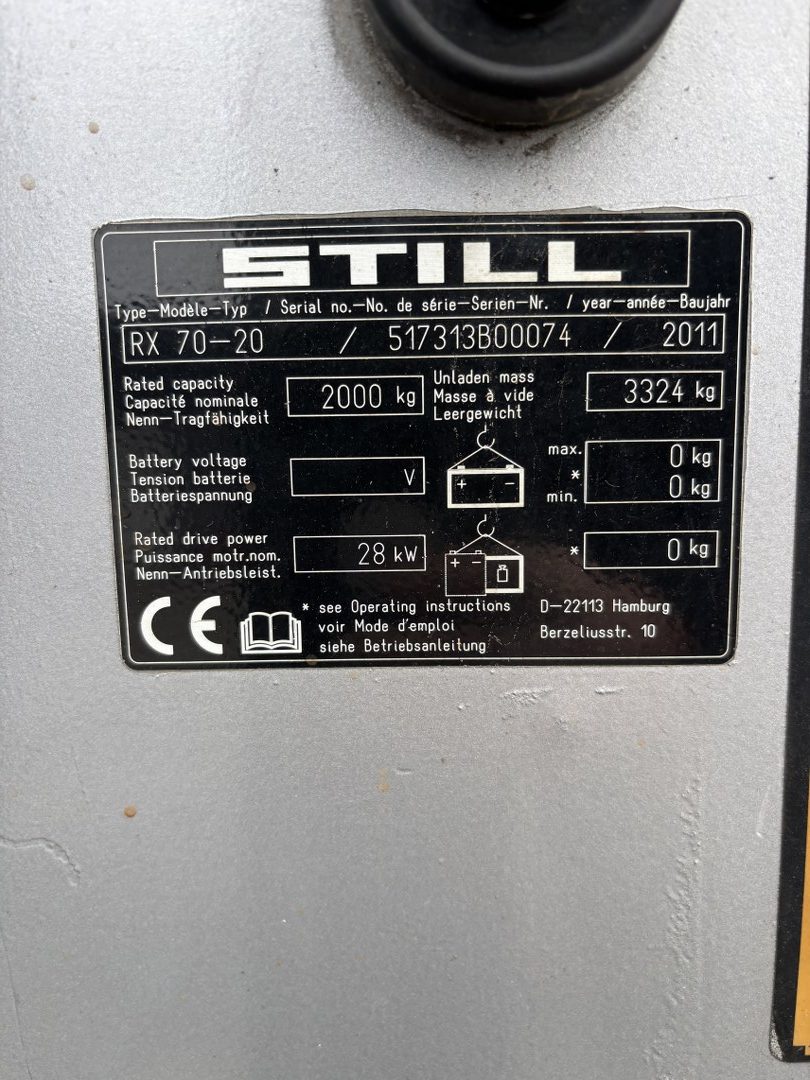 STILL
Type-Modèle-Typ / Serial no.-No. de série-Serien-Nr. / year-année-Baujahr
RX 70-20 / 517313B00074 / 2011
Rated capacity
Capacité nominale
Nenn-Tragfähigkeit
2000 kg
Unladen mass
Masse à vide
Leergewicht
3324 kg
Battery voltage
Tension batterie
Batteriespannung
V
+ -
max. 0 kg
*
min. 0 kg
Rated drive power
Puissance motr.nom.
Nenn-Antriebsleist.
28 kW
+ -
* 0 kg
CE
* see Operating instructions
voir Mode d'emploi
siehe Betriebsanleitung
D-22113 Hamburg
Berzeliusstr. 10